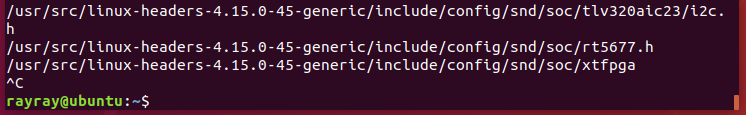 /usr/src/linux-headers-4.15.0-45-generic/include/config/snd/soc/tlv320aic23/i2c.
h
/usr/src/linux-headers-4.15.0-45-generic/include/config/snd/soc/rt5677.h
/usr/src/linux-headers-4.15.0-45-generic/include/config/snd/soc/xtfpga
^C
rayray@ubuntu:~$